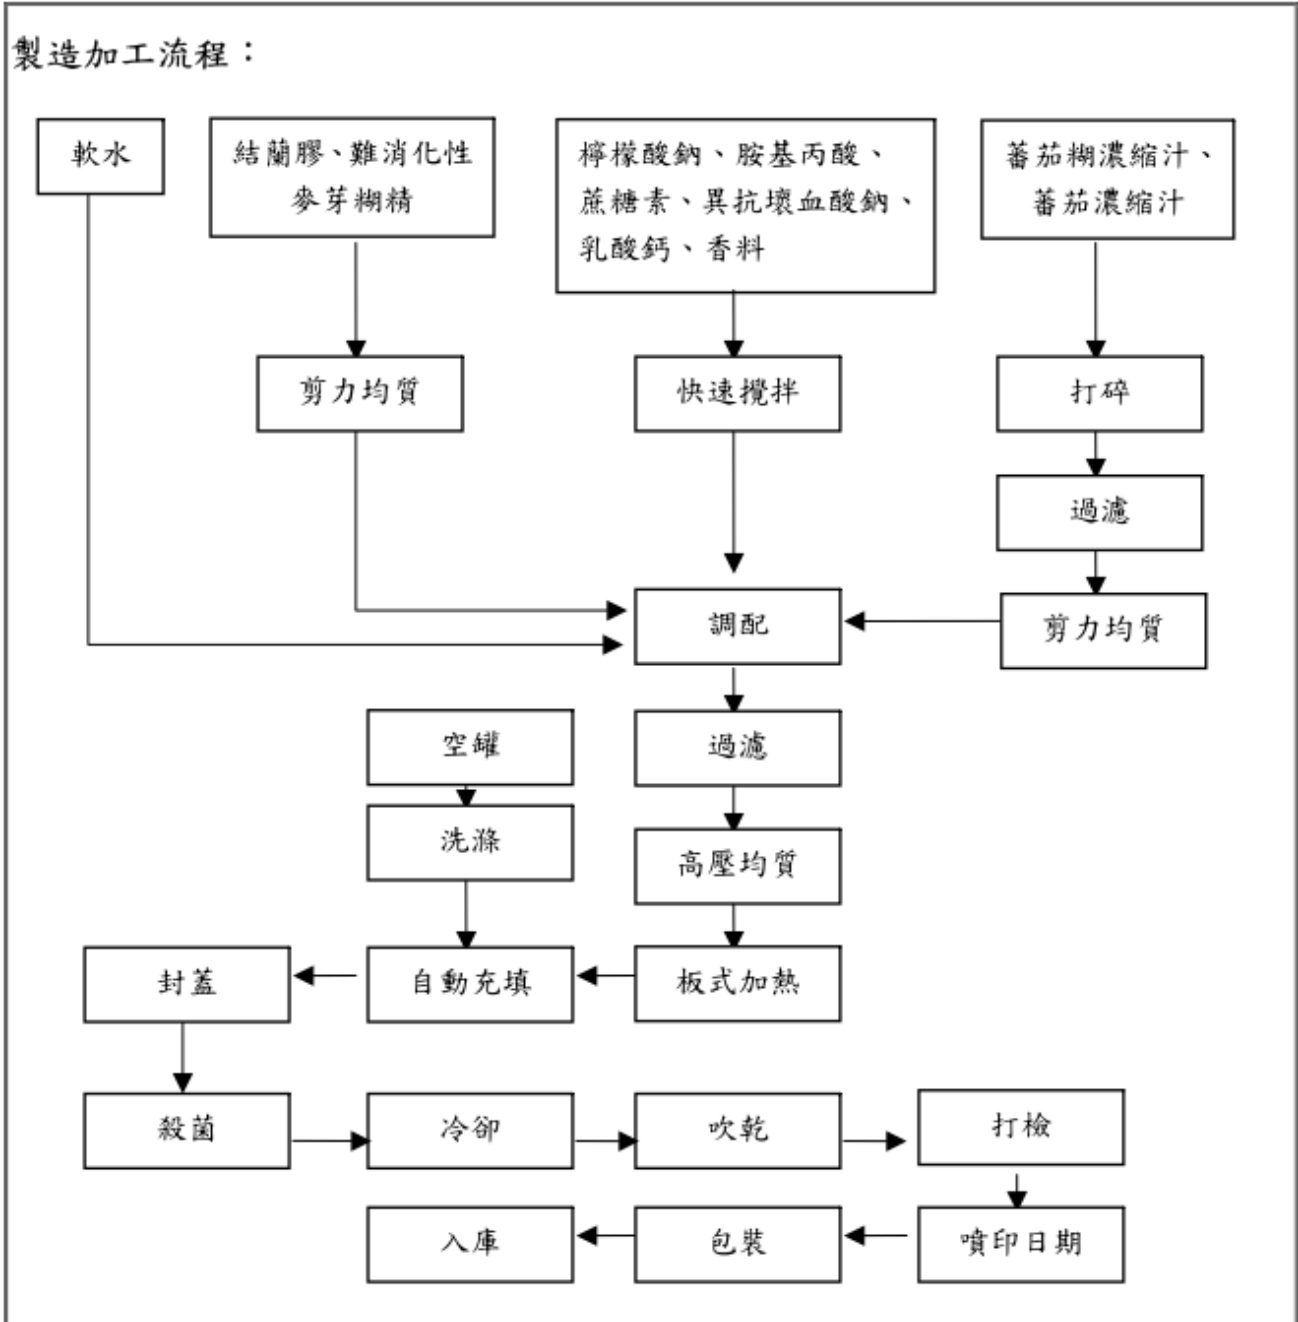 製造加工流程：
軟水
結蘭膠、難消化性
麥芽糊精
檸檬酸鈉、胺基丙酸、
蔗糖素、異抗壞血酸鈉、
乳酸鈣、香料
蕃茄糊濃縮汁、
蕃茄濃縮汁
剪力均質
快速攪拌
打碎
過濾
剪力均質
調配
空罐
過濾
洗滌
高壓均質
封蓋
自動充填
板式加熱
殺菌
冷卻
吹乾
打檢
入庫
包裝
噴印日期